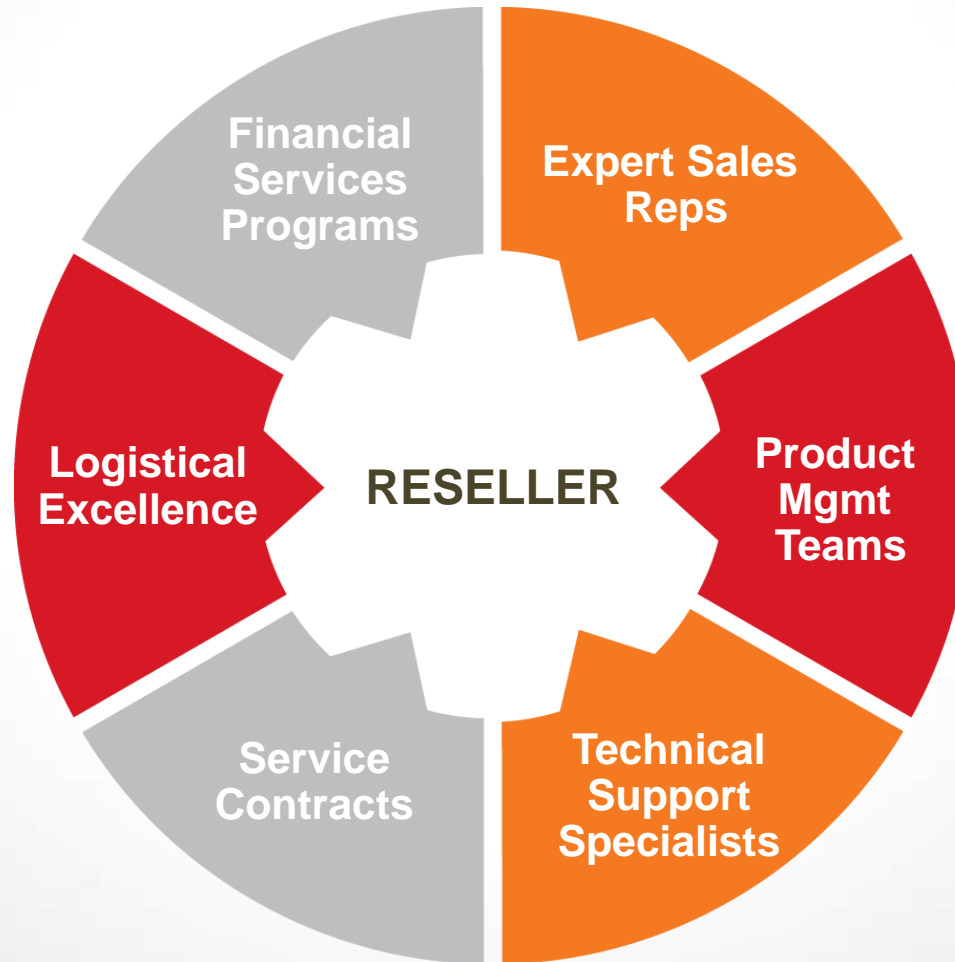 Financial
Services
Programs
Expert Sales
Reps
Logistical
Excellence
RESELLER
Product
Mgmt
Teams
Service
Contracts
Technical
Support
Specialists